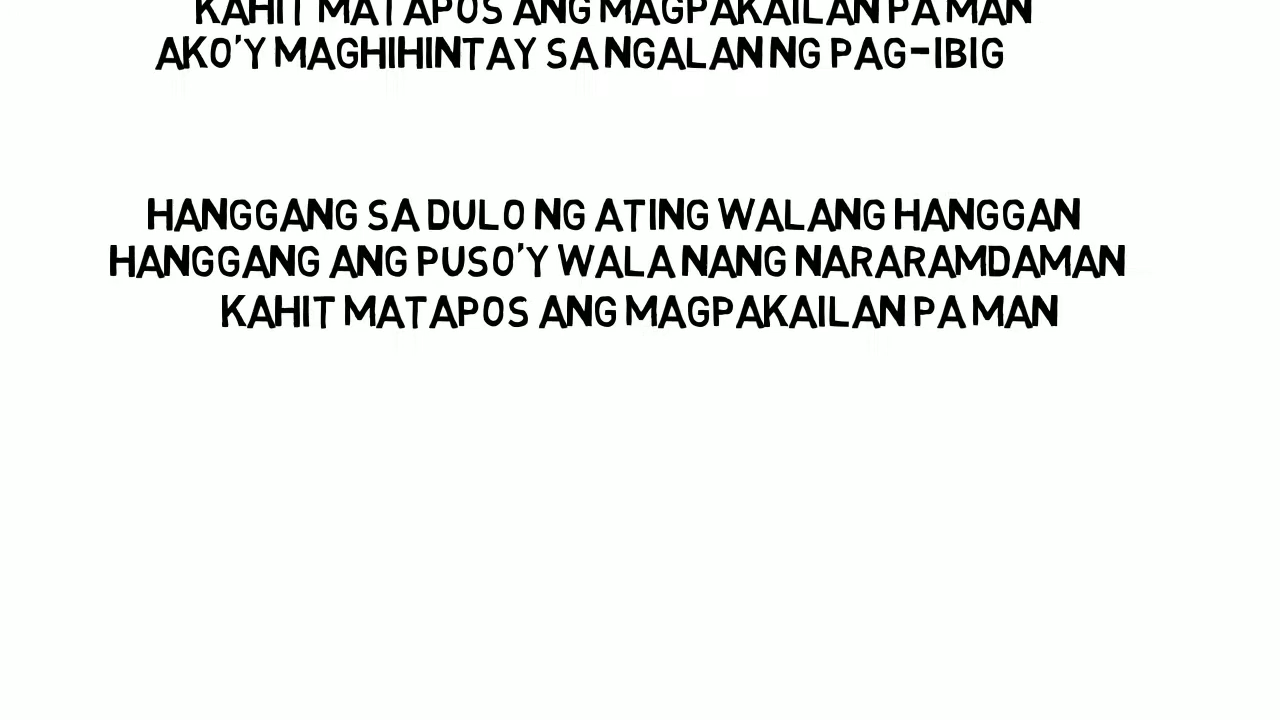 KAHIT MATAPOS ANG MAGPAKAILAN PA MAN
AKO'Y MAGHIHINTAY SA NGALAN NG PAG-IBIG
HANGGANG SA DULO NG ATING WALANG HANGGAN
HANGGANG ANG PUSO'Y WALA NANG NARARAMDAMAN
KAHIT MATAPOS ANG MAGPAKAILAN PA MAN